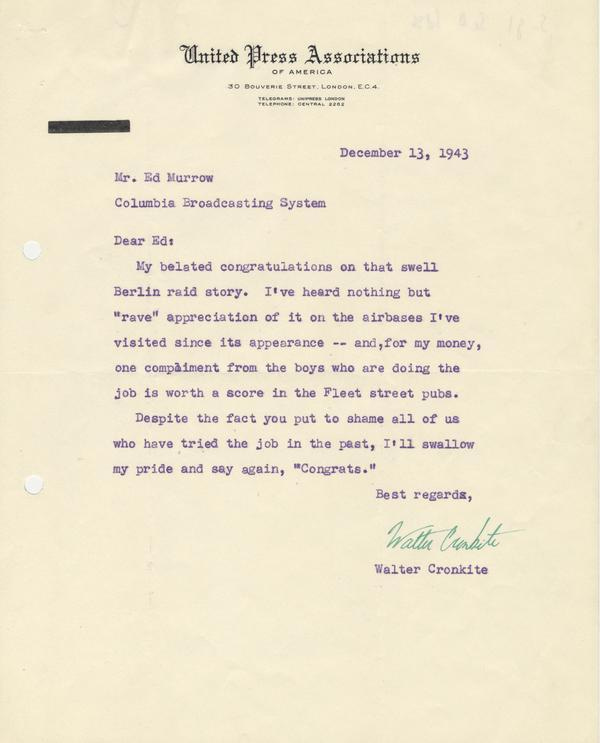 United Press Associations
OF AMERICA
30 BOUVERIE STREET, LONDON, E.C.4.
TELEGRAMS: UNIPRESS LONDON
TELEPHONE: CENTRAL 2282
December 13, 1943
Mr. Ed Murrow
Columbia Broadcasting System
Dear Ed:
My belated congratulations on that swell
Berlin raid story. I've heard nothing but
"rave" appreciation of it on the airbases I've
visited since its appearance -- and,for my money,
one compliment from the boys who are doing the
job is worth a score in the Fleet street pubs.
Despite the fact you put to shame all of us
who have tried the job in the past, I'll swallow
my pride and say again, "Congrats."
Best regards,
Walter Cronkite
Walter Cronkite